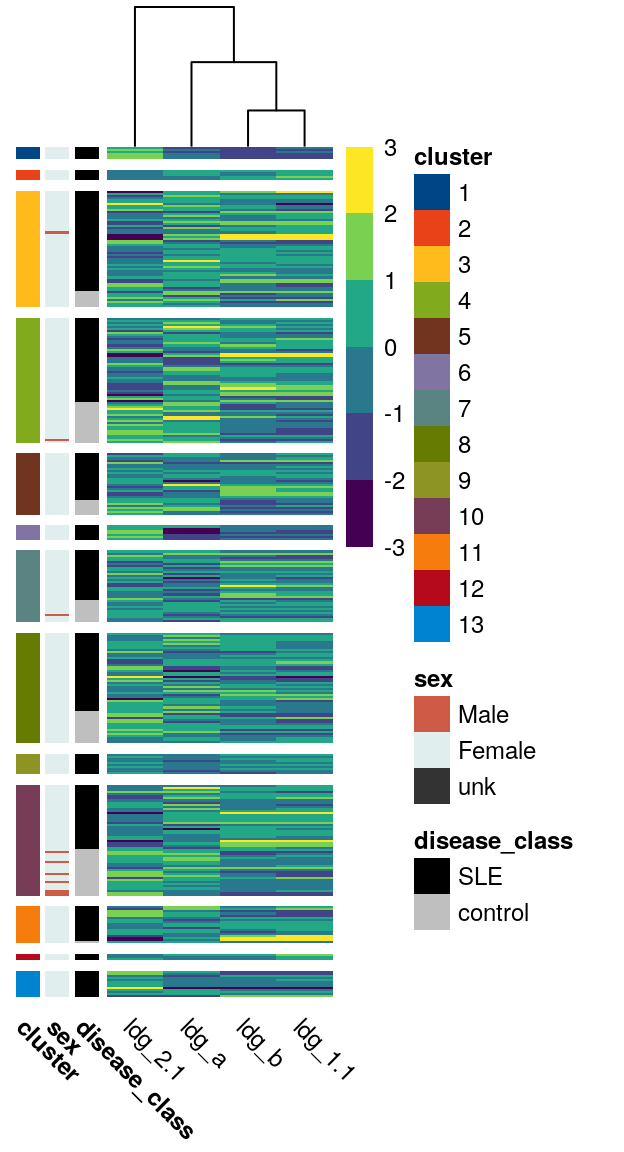 3
2
1
0
-1
-2
-3
cluster
1
2
3
4
5
6
7
8
9
10
11
12
13
sex
Male
Female
unk
disease_class
SLE
control
cluster
sex
disease_class
ldg_2.1
ldg_a
ldg_b
ldg_1.1